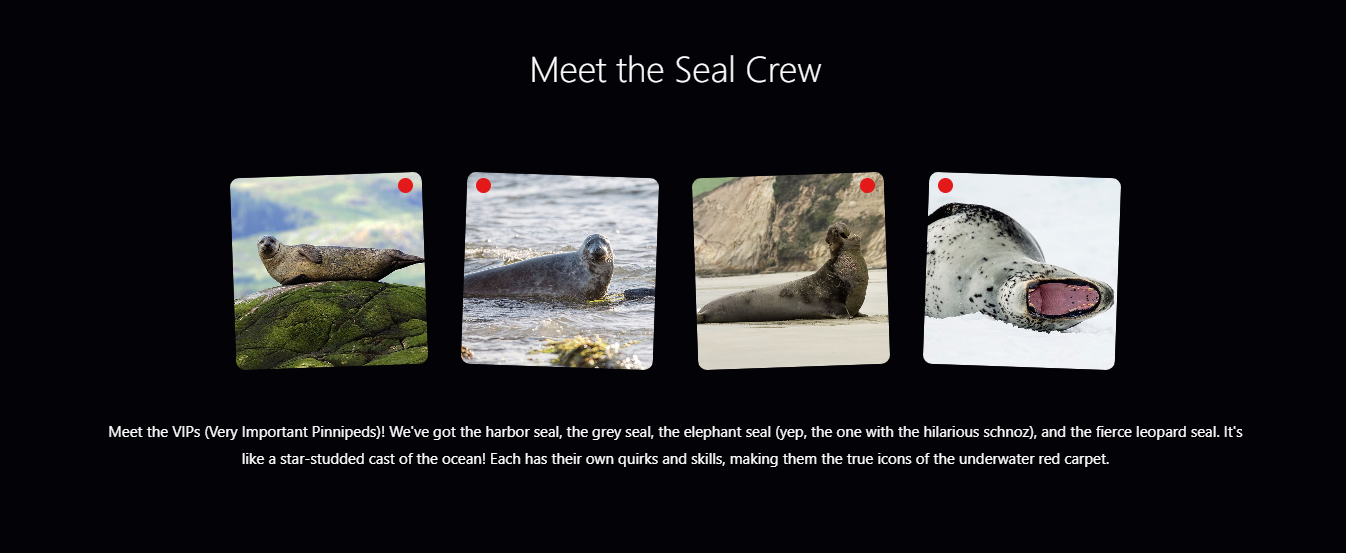 Meet the Seal Crew
Meet the VIPs (Very Important Pinnipeds)! We've got the harbor seal, the grey seal, the elephant seal (yep, the one with the hilarious schnoz), and the fierce leopard seal. It's
like a star-studded cast of the ocean! Each has their own quirks and skills, making them the true icons of the underwater red carpet.